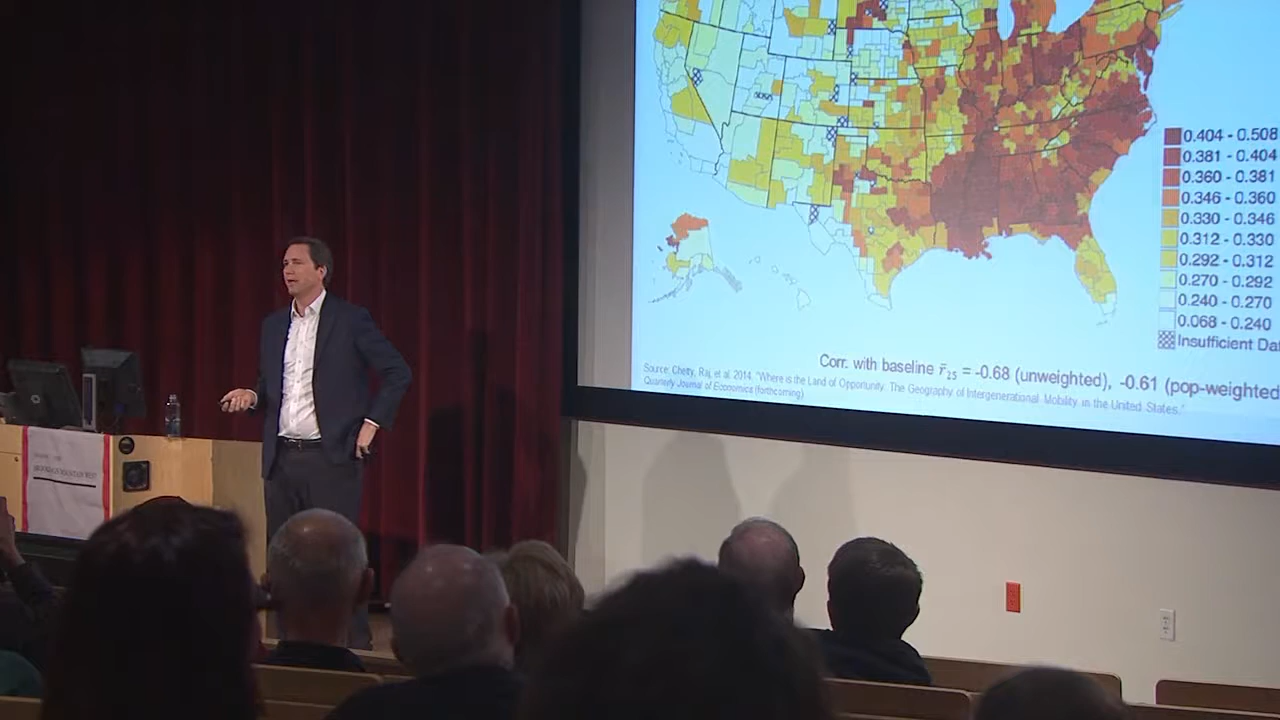 0.404 - 0.508
0.381 - 0.404
0.360 - 0.381
0.346 - 0.360
0.330 - 0.346
0.312 - 0.330
0.292 - 0.312
0.270 - 0.292
0.240 - 0.270
0.068 - 0.240
Insufficient Dat
Corr. with baseline r̄₂₅ = -0.68 (unweighted), -0.61 (pop-weighted
Source: Chetty, Raj, et al. 2014. "Where is the Land of Opportunity: The Geography of Intergenerational Mobility in the United States."
Quarterly Journal of Economics (forthcoming)
BROOKINGS MOUNTAIN WEST